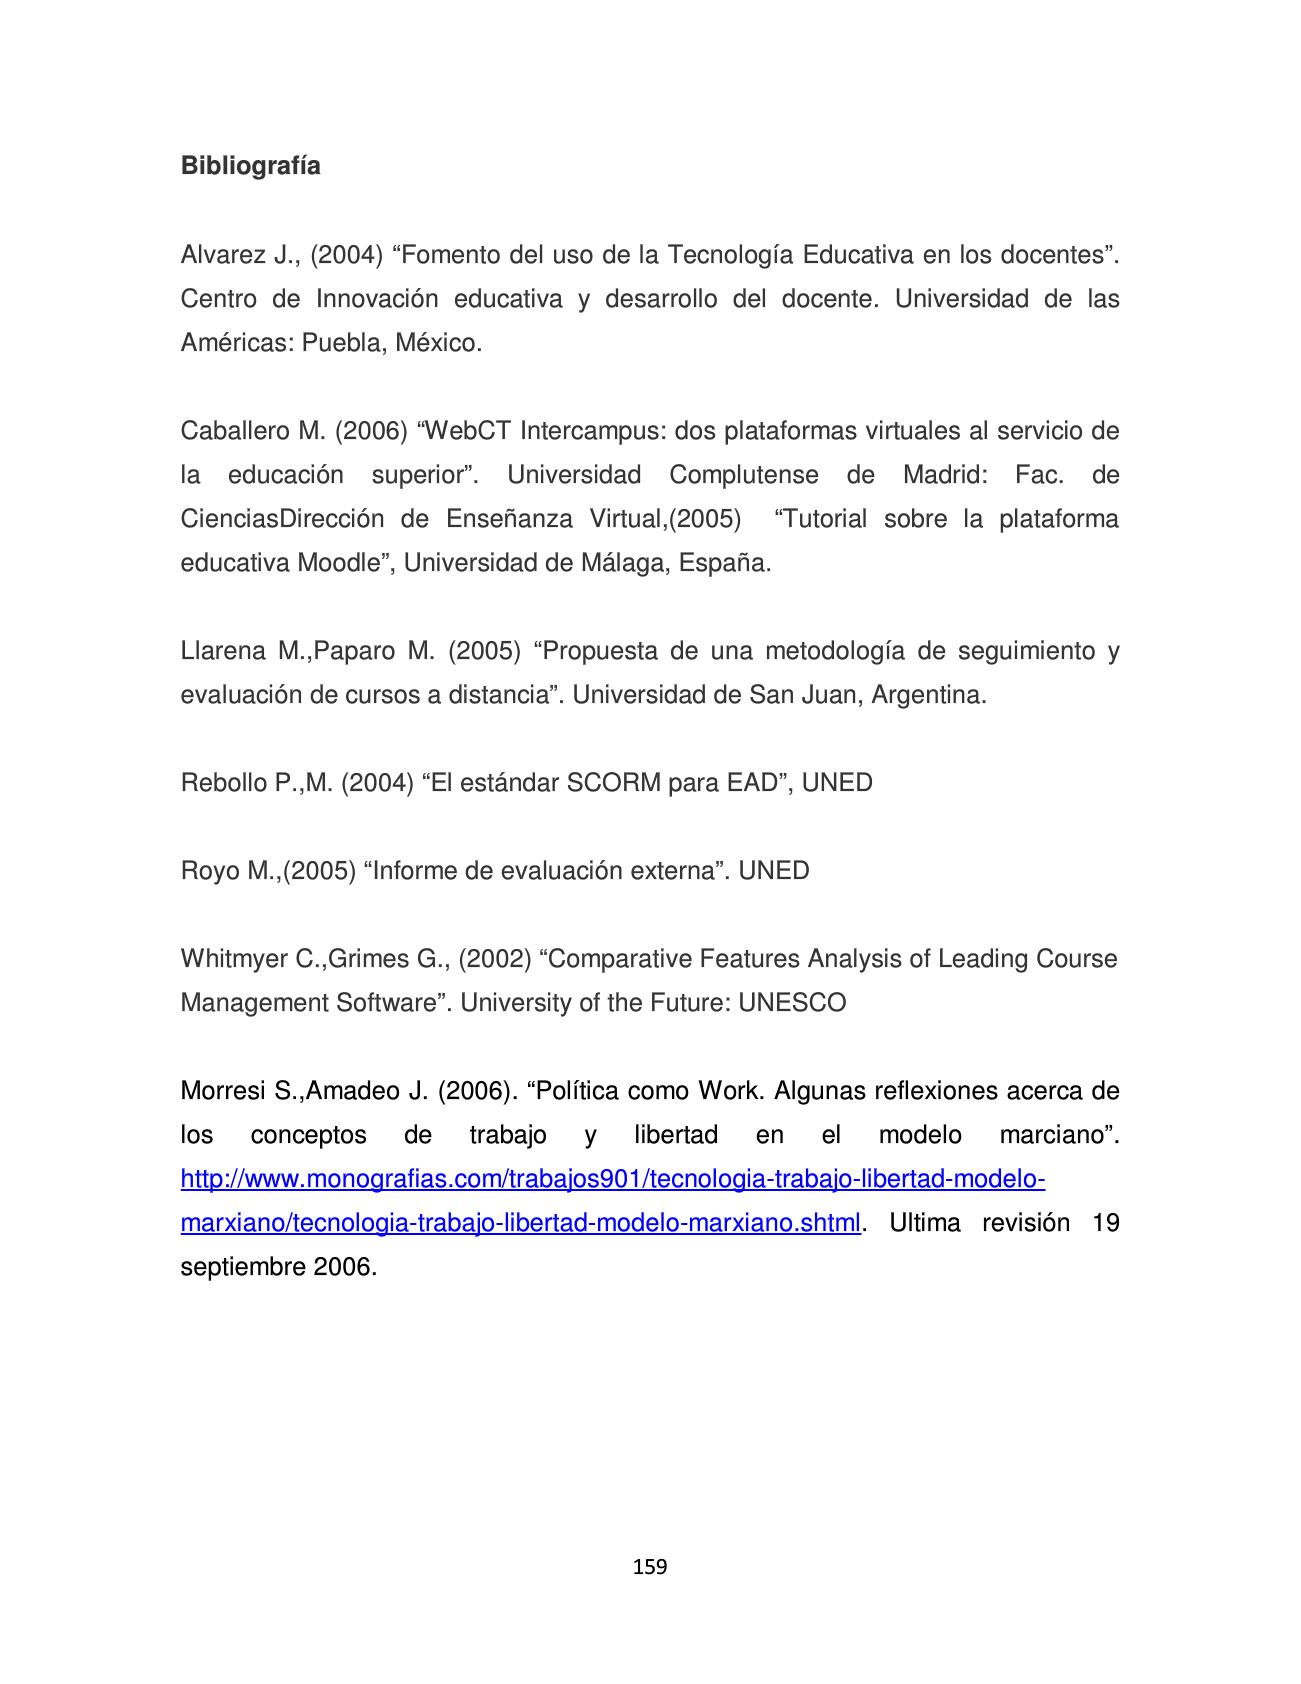 Bibliografía
Alvarez J., (2004) “Fomento del uso de la Tecnología Educativa en los docentes”.
Centro de Innovación educativa y desarrollo del docente. Universidad de las
Américas: Puebla, México.
Caballero M. (2006) “WebCT Intercampus: dos plataformas virtuales al servicio de
la educación superior”. Universidad Complutense de Madrid: Fac. de
CienciasDirección de Enseñanza Virtual,(2005) “Tutorial sobre la plataforma
educativa Moodle”, Universidad de Málaga, España.
Llarena M.,Paparo M. (2005) “Propuesta de una metodología de seguimiento y
evaluación de cursos a distancia”. Universidad de San Juan, Argentina.
Rebollo P.,M. (2004) “El estándar SCORM para EAD”, UNED
Royo M.,(2005) “Informe de evaluación externa”. UNED
Whitmyer C.,Grimes G., (2002) “Comparative Features Analysis of Leading Course
Management Software”. University of the Future: UNESCO
Morresi S.,Amadeo J. (2006). “Política como Work. Algunas reflexiones acerca de
los conceptos de trabajo y libertad en el modelo marciano”.
http://www.monografias.com/trabajos901/tecnologia-trabajo-libertad-modelo-
marxiano/tecnologia-trabajo-libertad-modelo-marxiano.shtml. Ultima revisión 19
septiembre 2006.
159